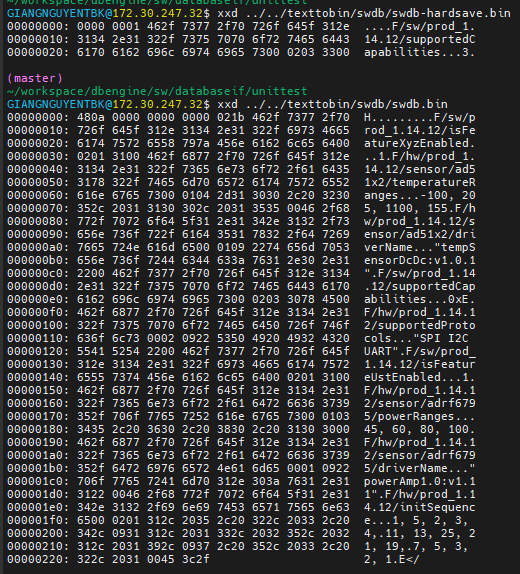 ~/workspace/dbengine/sw/databaseif/unittest
GIANGNGUYENTBK@172.30.247.32$ xxd ../../texttobin/swdb/swdb-hardsave.bin
00000000: 0000 0001 462f 7377 2f70 726f 645f 312e  ....F/sw/prod_1.
00000010: 3134 2e31 322f 7375 7070 6f72 7465 6443  14.12/supportedC
00000020: 6170 6162 696c 6974 6965 7300 0203 3300  apabilities...3.
(master)
~/workspace/dbengine/sw/databaseif/unittest
GIANGNGUYENTBK@172.30.247.32$ xxd ../../texttobin/swdb/swdb.bin
00000000: 480a 0000 0000 0000 021b 462f 7377 2f70  H.........F/sw/p
00000010: 726f 645f 312e 3134 2e31 322f 6973 4665  rod_1.14.12/isFe
00000020: 6174 7572 6558 797a 456e 6162 6c65 6400  atureXyzEnabled.
00000030: 0201 3100 462f 6877 2f70 726f 645f 312e  ..1.F/hw/prod_1.
00000040: 3134 2e31 322f 7365 6e73 6f72 2f61 6435  14.12/sensor/ad5
00000050: 3178 322f 7465 6d70 6572 6174 7572 6552  1x2/temperatureR
00000060: 616e 6765 7300 0104 2d31 3030 2c20 3230  anges...-100, 20
00000070: 352c 2031 3130 302c 2031 3535 0046 2f68  5, 1100, 155.F/h
00000080: 772f 7072 6f64 5f31 2e31 342e 3132 2f73  w/prod_1.14.12/s
00000090: 656e 736f 722f 6164 3531 7832 2f64 7269  ensor/ad51x2/dri
000000a0: 7665 724e 616d 6500 0109 2274 656d 7053  verName..."tempS
000000b0: 656e 736f 7244 6344 633a 7631 2e30 2e31  ensorDcDc:v1.0.1
000000c0: 2200 462f 7377 2f70 726f 645f 312e 3134  ".F/sw/prod_1.14
000000d0: 2e31 322f 7375 7070 6f72 7465 6443 6170  .12/supportedCap
000000e0: 6162 696c 6974 6965 7300 0203 3078 4500  abilities...0xE.
000000f0: 462f 6877 2f70 726f 645f 312e 3134 2e31  F/hw/prod_1.14.1
00000100: 322f 7375 7070 6f72 7465 6450 726f 746f  2/supportedProto
00000110: 636f 6c73 0002 0922 5350 4920 4932 4320  cols..."SPI I2C 
00000120: 5541 5254 2200 462f 7377 2f70 726f 645f  UART".F/sw/prod_
00000130: 312e 3134 2e31 322f 6973 4665 6174 7572  1.14.12/isFeatur
00000140: 6555 7374 456e 6162 6c65 6400 0201 3100  eUstEnabled...1.
00000150: 462f 6877 2f70 726f 645f 312e 3134 2e31  F/hw/prod_1.14.1
00000160: 322f 7365 6e73 6f72 2f61 6472 6636 3739  2/sensor/adrf679
00000170: 352f 706f 7765 7252 616e 6765 7300 0103  5/powerRanges...
00000180: 3435 2c20 3630 2c20 3830 2c20 3130 3000  45, 60, 80, 100.
00000190: 462f 6877 2f70 726f 645f 312e 3134 2e31  F/hw/prod_1.14.1
000001a0: 322f 7365 6e73 6f72 2f61 6472 6636 3739  2/sensor/adrf679
000001b0: 352f 6472 6976 6572 4e61 6d65 0001 0922  5/driverName..."
000001c0: 706f 7765 7241 6d70 312e 303a 7631 2e31  powerAmp1.0:v1.1
000001d0: 3122 0046 2f68 772f 7072 6f64 5f31 2e31  1".F/hw/prod_1.1
000001e0: 342e 3132 2f69 6e69 7453 6571 7565 6e63  4.12/initSequenc
000001f0: 6500 0201 312c 2035 2c20 322c 2033 2c20  e...1, 5, 2, 3, 
00000200: 342c 0931 312c 2031 332c 2032 352c 2032  4,.11, 13, 25, 2
00000210: 312c 2031 392c 0937 2c20 352c 2033 2c20  1, 19,.7, 5, 3, 
00000220: 322c 2031 0045 3c2f                      2, 1.E</